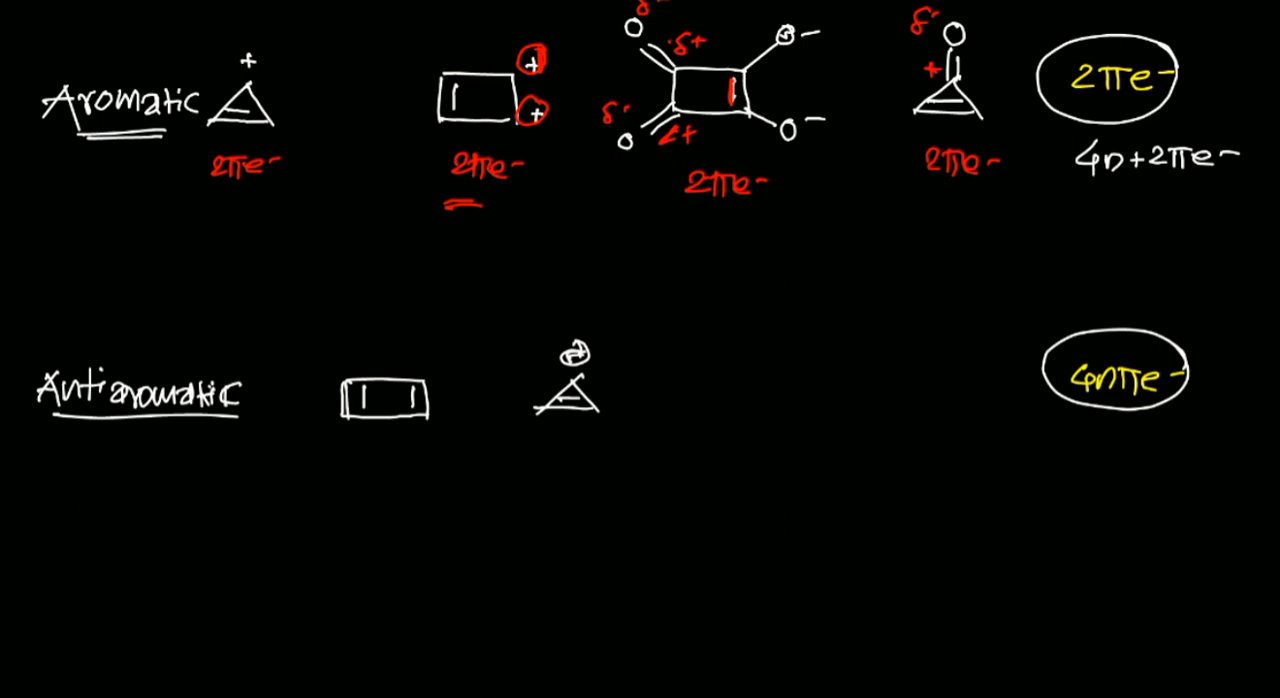 δ-
O δ+ O-
δ-
O
+
Aromatic + + + 2πe-
δ- O δ+ O-
2πe- 2πe- 2πe- 2πe- 4n+2πe-
Antiaromatic 4nπe-